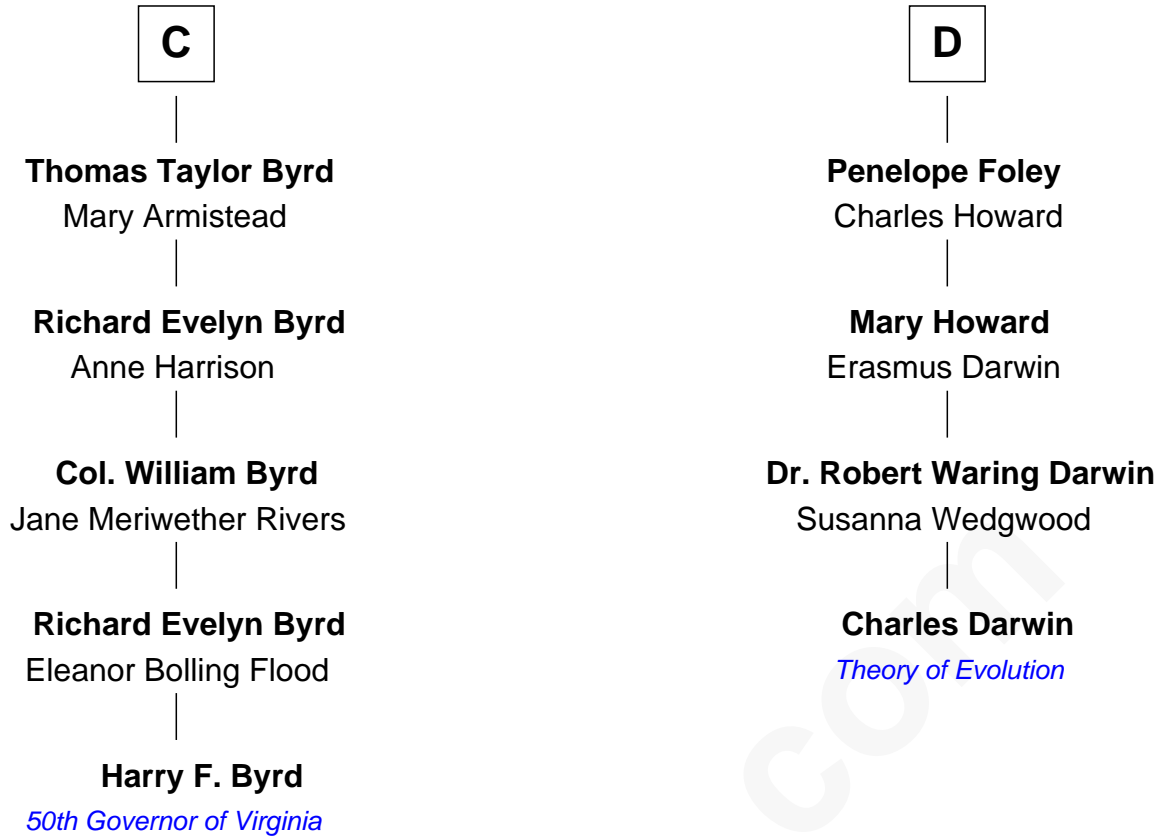 C
Thomas Taylor Byrd
Mary Armistead
Richard Evelyn Byrd
Anne Harrison
Col. William Byrd
Jane Meriwether Rivers
Richard Evelyn Byrd
Eleanor Bolling Flood
Harry F. Byrd
50th Governor of Virginia
D
Penelope Foley
Charles Howard
Mary Howard
Erasmus Darwin
Dr. Robert Waring Darwin
Susanna Wedgwood
Charles Darwin
Theory of Evolution
com